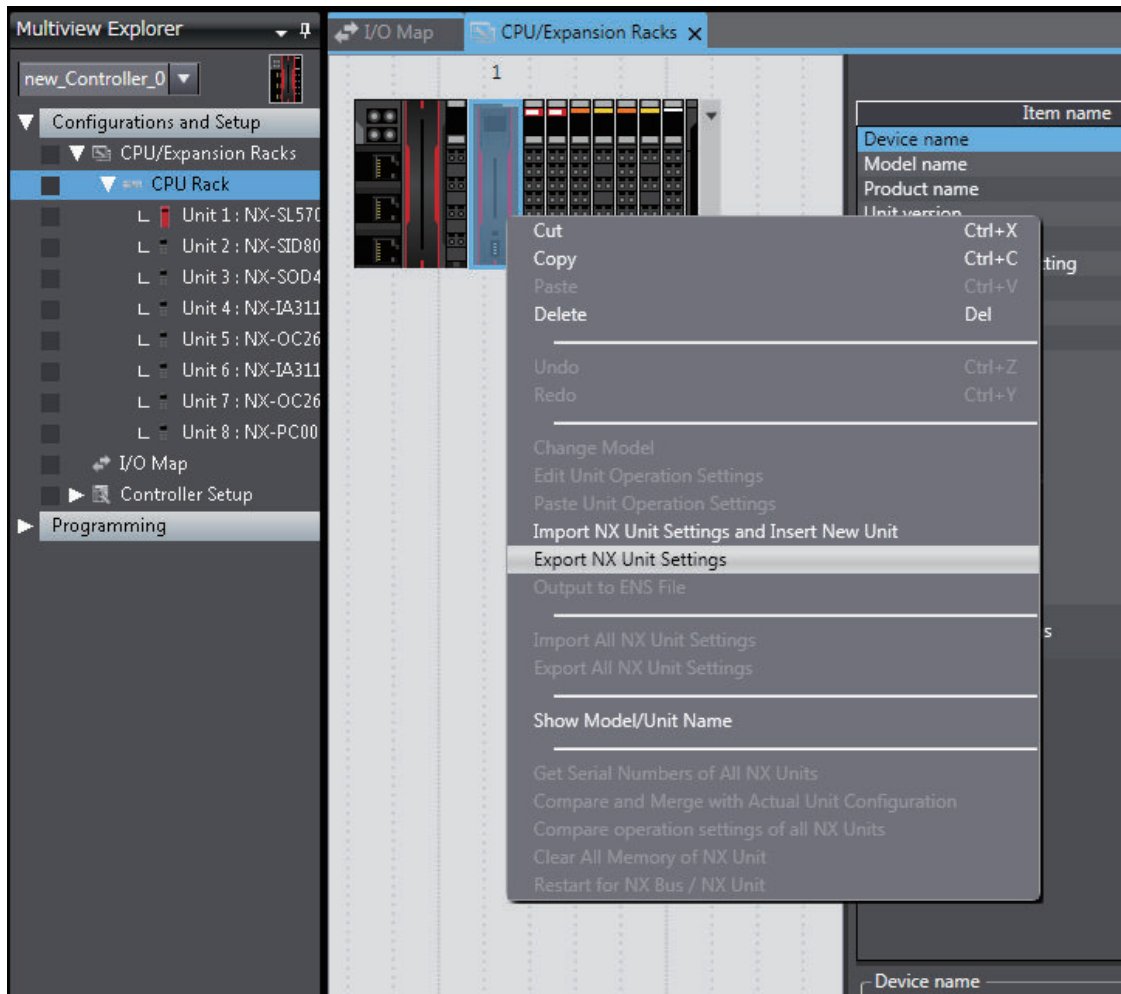 Multiview Explorer
new_Controller_0
Configurations and Setup
CPU/Expansion Racks
CPU Rack
Unit 1 : NX-SL570
Unit 2 : NX-SID80
Unit 3 : NX-SOD4
Unit 4 : NX-IA311
Unit 5 : NX-OC26
Unit 6 : NX-IA311
Unit 7 : NX-OC26
Unit 8 : NX-PC00
I/O Map
Controller Setup
Programming
I/O Map
CPU/Expansion Racks
1
Item name
Device name
Model name
Product name
Unit version
Cut Ctrl+X
Copy Ctrl+C
Paste Ctrl+V
Delete Del
Undo Ctrl+Z
Redo Ctrl+Y
Change Model
Edit Unit Operation Settings
Paste Unit Operation Settings
Import NX Unit Settings and Insert New Unit
Export NX Unit Settings
Output to ENS File
Import All NX Unit Settings
Export All NX Unit Settings
Show Model/Unit Name
Get Serial Numbers of All NX Units
Compare and Merge with Actual Unit Configuration
Compare operation settings of all NX Units
Clear All Memory of NX Unit
Restart for NX Bus / NX Unit
ting
s
Device name